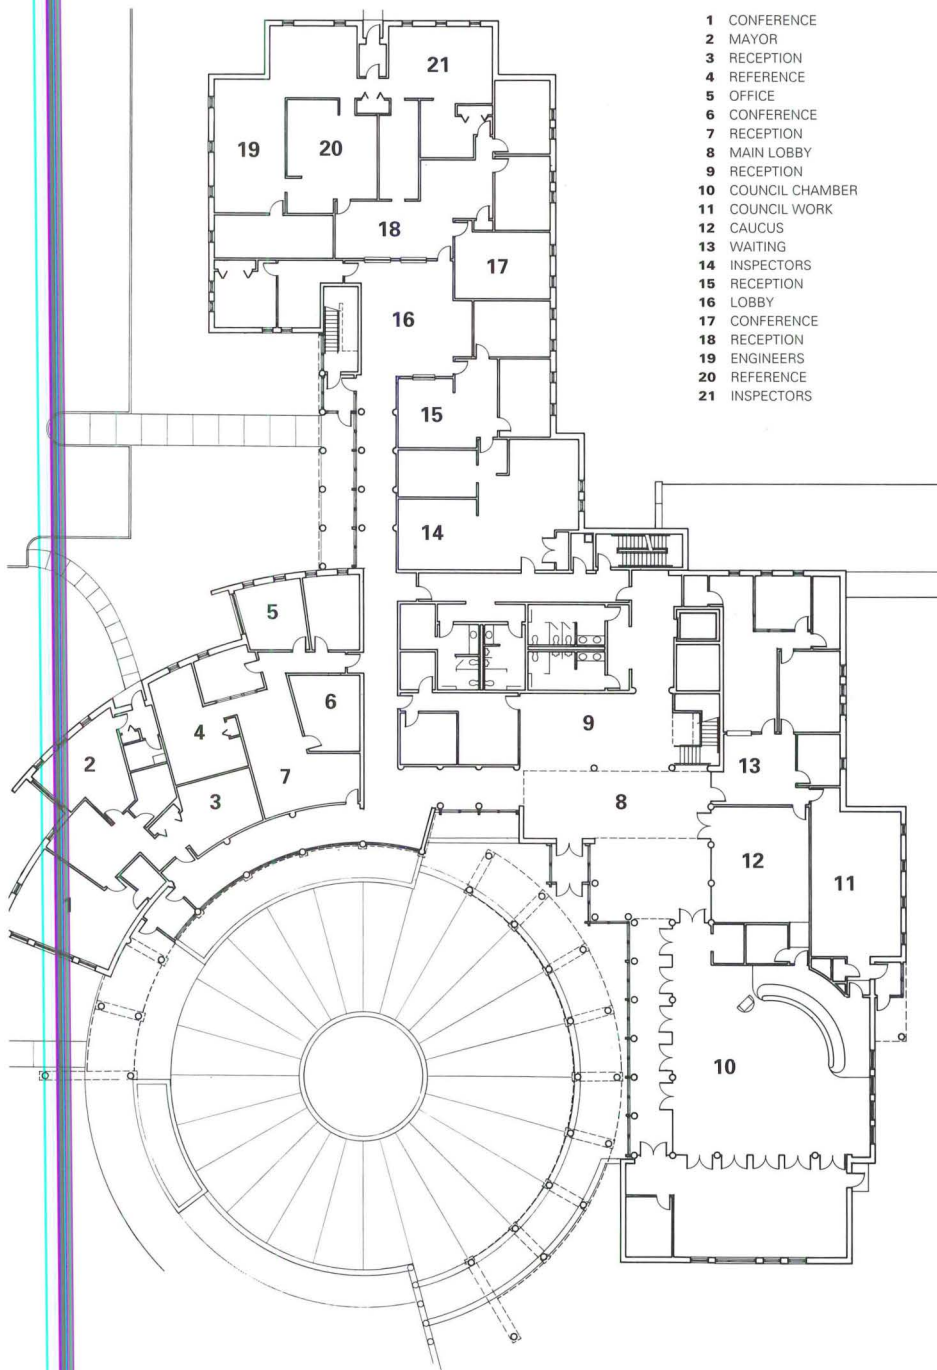 1 CONFERENCE
2 MAYOR
3 RECEPTION
4 REFERENCE
5 OFFICE
6 CONFERENCE
7 RECEPTION
8 MAIN LOBBY
9 RECEPTION
10 COUNCIL CHAMBER
11 COUNCIL WORK
12 CAUCUS
13 WAITING
14 INSPECTORS
15 RECEPTION
16 LOBBY
17 CONFERENCE
18 RECEPTION
19 ENGINEERS
20 REFERENCE
21 INSPECTORS
21
19
20
18
17
16
15
14
5
6
4
9
2
13
7
3
8
12
11
10